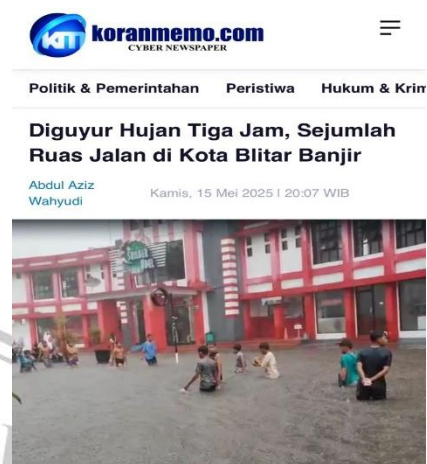 KM koranmemo.com
CYBER NEWSPAPER
Politik & Pemerintahan Peristiwa Hukum & Krim
Diguyur Hujan Tiga Jam, Sejumlah
Ruas Jalan di Kota Blitar Banjir
Abdul Aziz
Wahyudi
Kamis, 15 Mei 2025 | 20:07 WIB